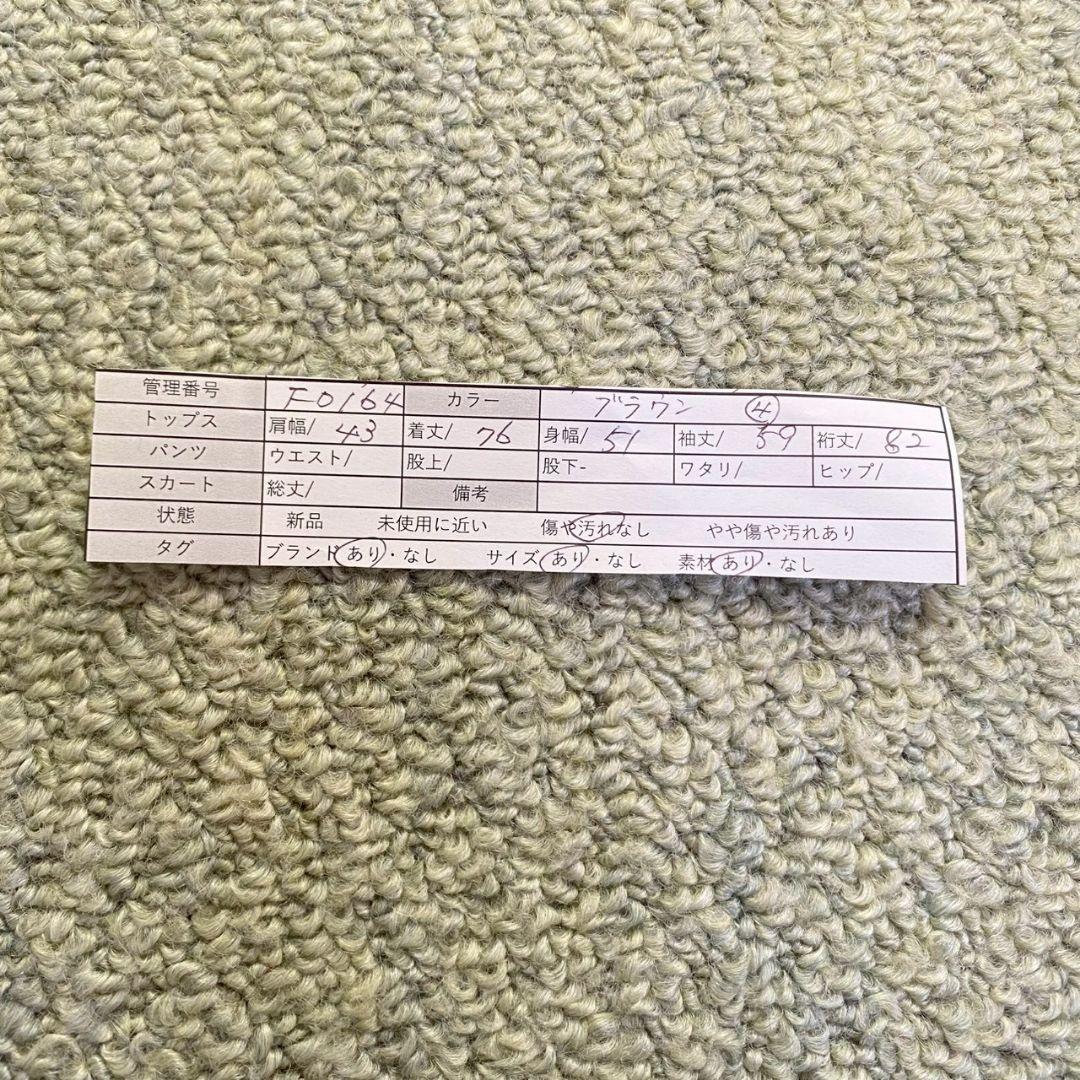 管理番号 F0164 カラー ブラウン ④
トップス 肩幅/ 43 着丈/ 76 身幅/ 51 袖丈/ 59 裄丈/ 82
パンツ ウエスト/ 股上/ 股下- ワタリ/ ヒップ/
スカート 総丈/ 備考
状態 新品 未使用に近い 傷や汚れなし やや傷や汚れあり
タグ ブランド あり・なし サイズ あり・なし 素材 あり・なし